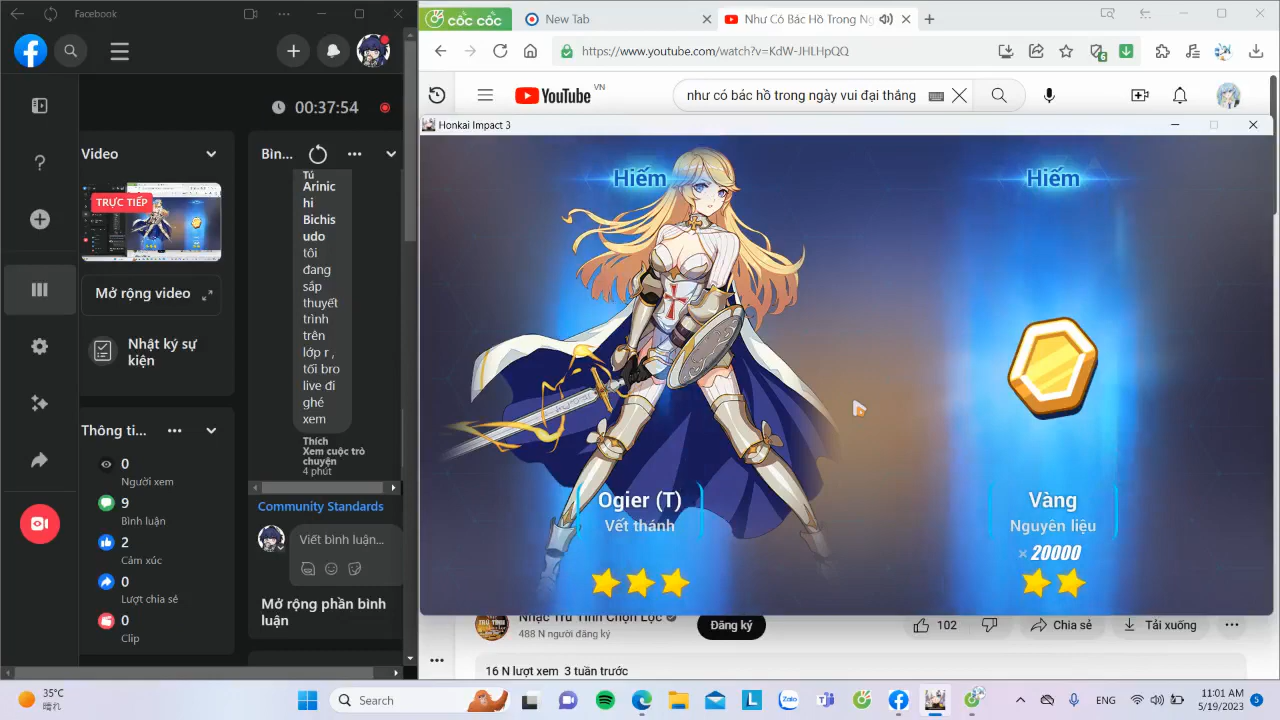 Facebook
00:37:54
Video
TRỰC TIẾP
Mở rộng video
Nhật ký sự
kiện
Thông ti...
0
Người xem
9
Bình luận
2
Cảm xúc
0
Lượt chia sẻ
0
Clip
Bìn...
Tú
Arinic
hi
Bichis
udo
tôi
đang
sắp
thuyết
trình
trên
lớp r ,
tối bro
live đi
ghé
xem
Thích
Xem cuộc trò
chuyện
4 phút
Community Standards
Viết bình luận...
Mở rộng phần bình
luận
cốc cốc
New Tab
Như Có Bác Hồ Trong Ng
https://www.youtube.com/watch?v=KdW-JHLHpQQ
6
YouTube VN
như có bác hồ trong ngày vui đại thắng
Honkai Impact 3
Hiếm
Hiếm
Ogier (T)
Vết thánh
Vàng
Nguyên liệu
× 20000
Nhạc Trữ Tình Chọn Lọc
488 N người đăng ký
Đăng ký
102
Chia sẻ
Tải xuống
16 N lượt xem 3 tuần trước
35°C
晴れ
Search
L
Zalo
ENG
11:01 AM
5/19/2023
5